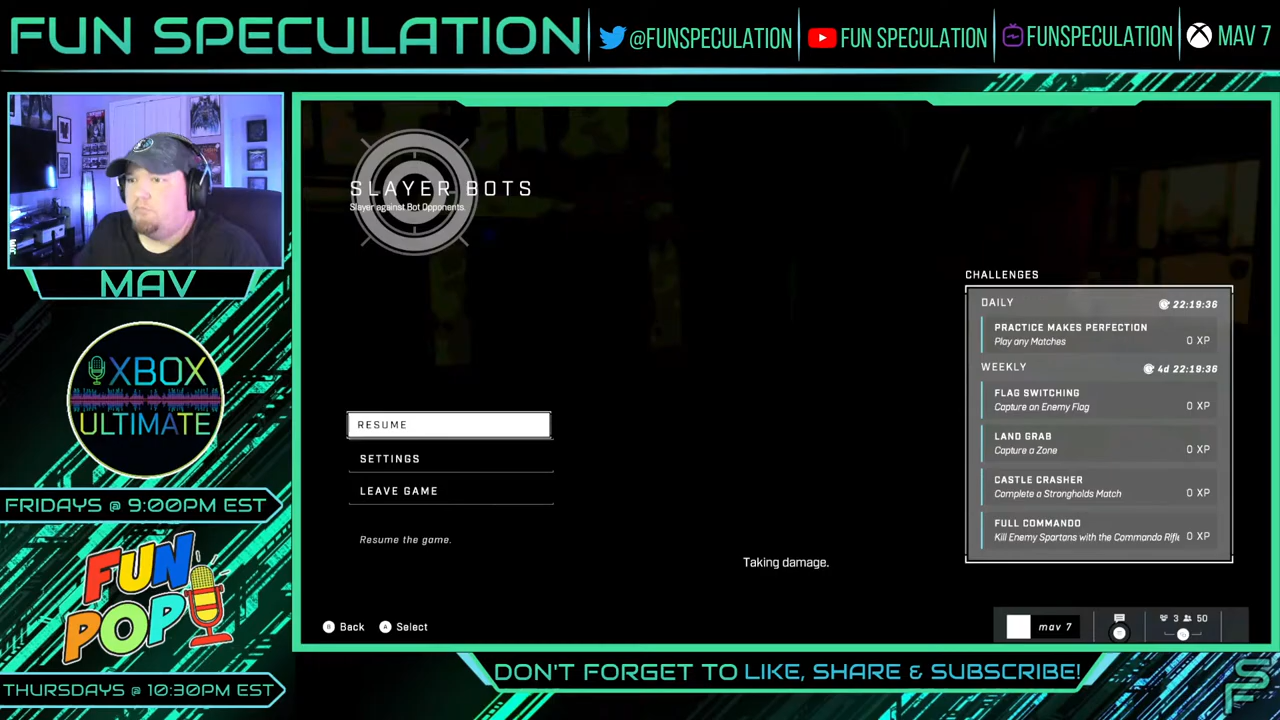 FUN SPECULATION
@FUNSPECULATION
FUN SPECULATION
FUNSPECULATION
MAV 7
MAV
XBOX
ULTIMATE
FRIDAYS @ 9:00PM EST
FUN
POP
THURSDAYS @ 10:30PM EST
SLAYER BOTS
Slayer against Bot Opponents.
RESUME
SETTINGS
LEAVE GAME
Resume the game.
Taking damage.
B Back A Select
CHALLENGES
DAILY 22:19:36
PRACTICE MAKES PERFECTION
Play any Matches 0 XP
WEEKLY 4d 22:19:36
FLAG SWITCHING
Capture an Enemy Flag 0 XP
LAND GRAB
Capture a Zone 0 XP
CASTLE CRASHER
Complete a Strongholds Match 0 XP
FULL COMMANDO
Kill Enemy Spartans with the Commando Rifle 0 XP
mav 7
3 50
DON'T FORGET TO LIKE, SHARE & SUBSCRIBE!
SF